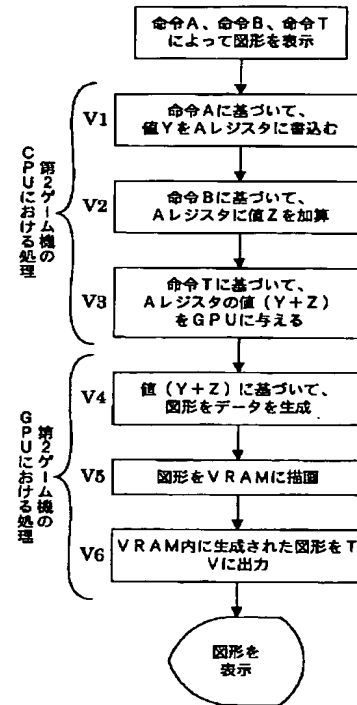 命令A、命令B、命令T
によって図形を表示
第2ゲーム機の
CPUにおける処理
V1
命令Aに基づいて、
値YをAレジスタに書込む
V2
命令Bに基づいて、
Aレジスタに値Zを加算
V3
命令Tに基づいて、
Aレジスタの値（Y＋Z）
をGPUに与える
第2ゲーム機の
GPUにおける処理
V4
値（Y＋Z）に基づいて、
図形をデータを生成
V5
図形をVRAMに描画
V6
VRAM内に生成された図形をT
Vに出力
図形を
表示